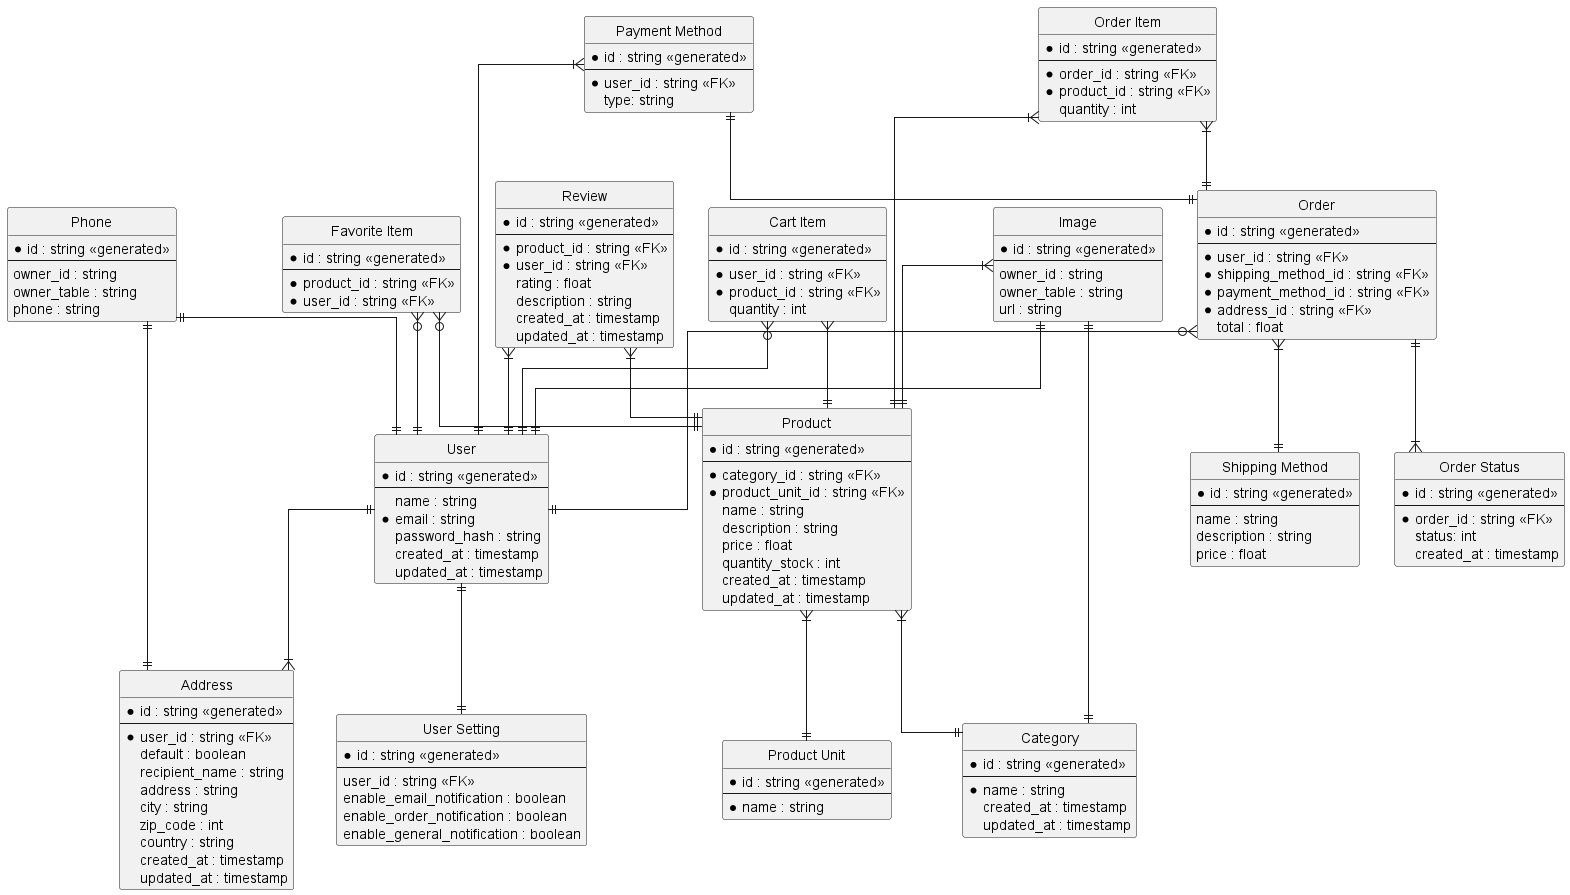 Payment Method
* id : string «generated»
* user_id : string «FK»
type: string
Order Item
* id : string «generated»
* order_id : string «FK»
* product_id : string «FK»
quantity : int
Phone
* id : string «generated»
owner_id : string
owner_table : string
phone : string
Favorite Item
* id : string «generated»
* product_id : string «FK»
* user_id : string «FK»
Review
* id : string «generated»
* product_id : string «FK»
* user_id : string «FK»
rating : float
description : string
created_at : timestamp
updated_at : timestamp
Cart Item
* id : string «generated»
* user_id : string «FK»
* product_id : string «FK»
quantity : int
Image
* id : string «generated»
owner_id : string
owner_table : string
url : string
Order
* id : string «generated»
* user_id : string «FK»
* shipping_method_id : string «FK»
* payment_method_id : string «FK»
* address_id : string «FK»
total : float
User
* id : string «generated»
name : string
* email : string
password_hash : string
created_at : timestamp
updated_at : timestamp
Product
* id : string «generated»
* category_id : string «FK»
* product_unit_id : string «FK»
name : string
description : string
price : float
quantity_stock : int
created_at : timestamp
updated_at : timestamp
Shipping Method
* id : string «generated»
name : string
description : string
price : float
Order Status
* id : string «generated»
* order_id : string «FK»
status: int
created_at : timestamp
Address
* id : string «generated»
* user_id : string «FK»
default : boolean
recipient_name : string
address : string
city : string
zip_code : int
country : string
created_at : timestamp
updated_at : timestamp
User Setting
* id : string «generated»
user_id : string «FK»
enable_email_notification : boolean
enable_order_notification : boolean
enable_general_notification : boolean
Product Unit
* id : string «generated»
* name : string
Category
* id : string «generated»
* name : string
created_at : timestamp
updated_at : timestamp